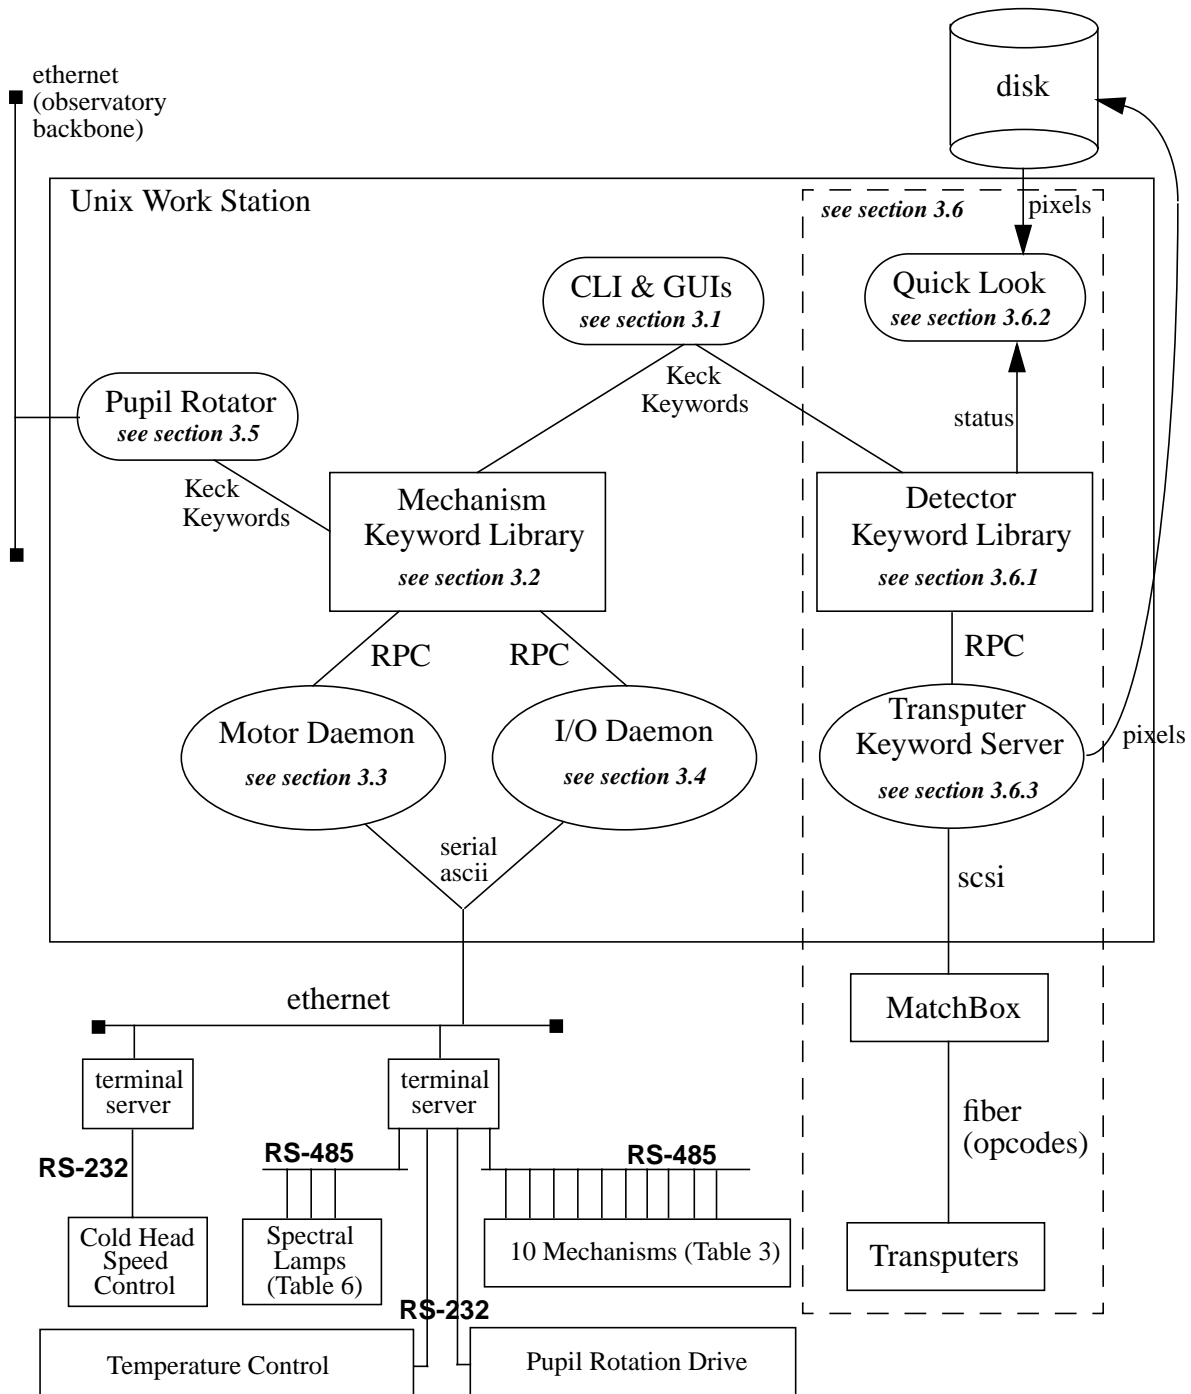 disk
ethernet
(observatory
backbone)
Unix Work Station
see section 3.6
pixels
CLI & GUIs
see section 3.1
Quick Look
see section 3.6.2
Keck
Keywords
status
Pupil Rotator
see section 3.5
Keck
Keywords
Mechanism
Keyword Library
see section 3.2
Detector
Keyword Library
see section 3.6.1
RPC
RPC
RPC
Motor Daemon
see section 3.3
I/O Daemon
see section 3.4
Transputer
Keyword Server
see section 3.6.3
pixels
serial
ascii
scsi
ethernet
MatchBox
terminal
server
terminal
server
fiber
(opcodes)
RS-232
RS-485
RS-485
Cold Head
Speed
Control
Spectral
Lamps
(Table 6)
10 Mechanisms (Table 3)
Transputers
RS-232
Temperature Control
Pupil Rotation Drive